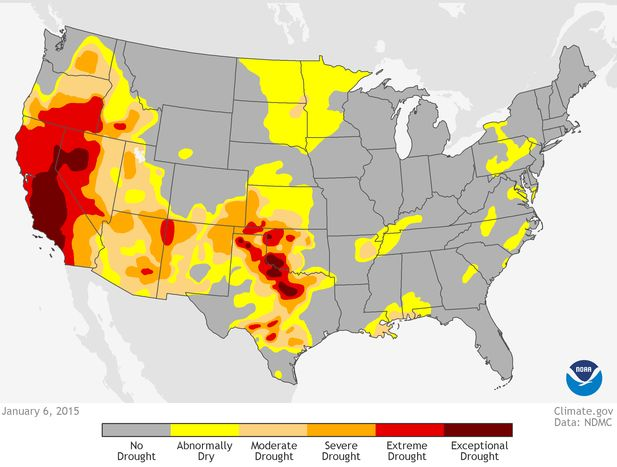 NOAA
January 6, 2015
Climate.gov
Data: NDMC
No
Drought
Abnormally
Dry
Moderate
Drought
Severe
Drought
Extreme
Drought
Exceptional
Drought